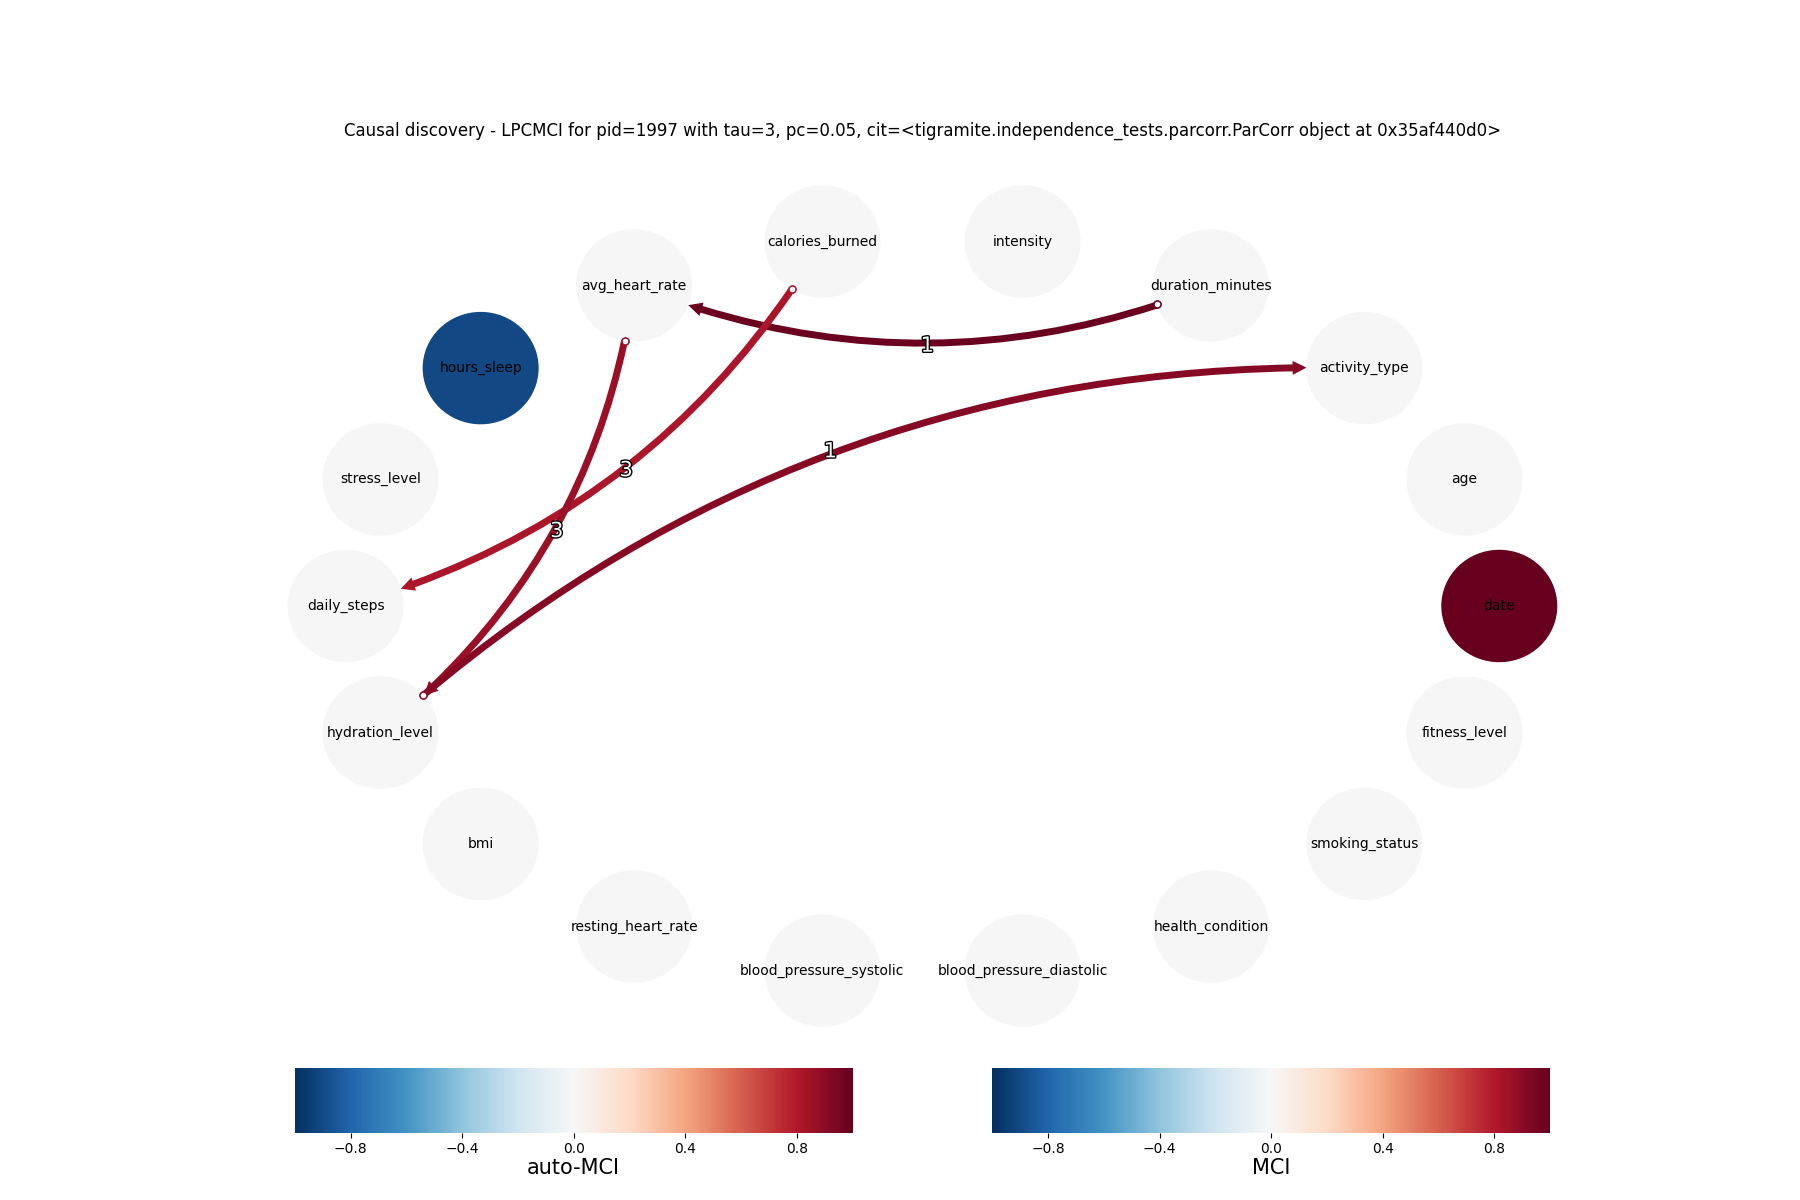 Causal discovery - LPCMCI for pid=1997 with tau=3, pc=0.05, cit=<tigramite.independence_tests.parcorr.ParCorr object at 0x35af440d0>
calories_burned intensity
avg_heart_rate duration_minutes
1
hours_sleep activity_type
1
3
stress_level age
3
daily_steps date
hydration_level fitness_level
bmi smoking_status
resting_heart_rate health_condition
blood_pressure_systolic blood_pressure_diastolic
−0.8 −0.4 0.0 0.4 0.8
auto-MCI
−0.8 −0.4 0.0 0.4 0.8
MCI